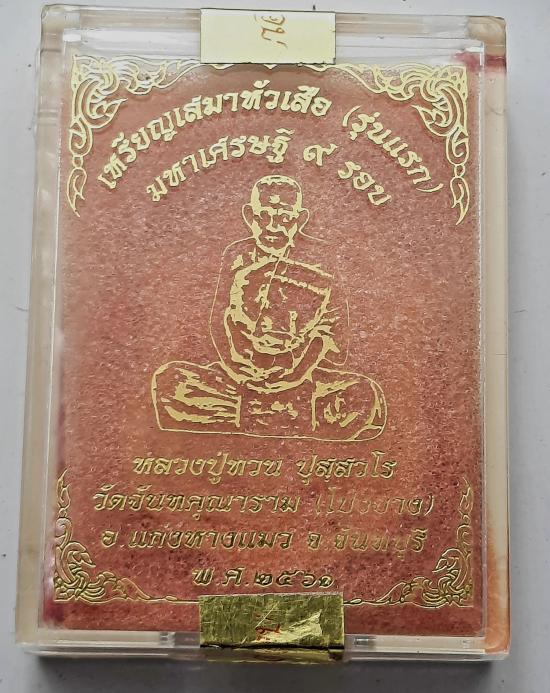 เหรียญเสมาหัวเสือ (รุ่นแรก)
มหาเศรษฐี ๙ รอบ
หลวงปู่ทวน ปุสฺสวโร
วัดจันทคุณาราม (โป่งยาง)
อ.แก่งหางแมว จ.จันทบุรี
พ.ศ.๒๕๖๑